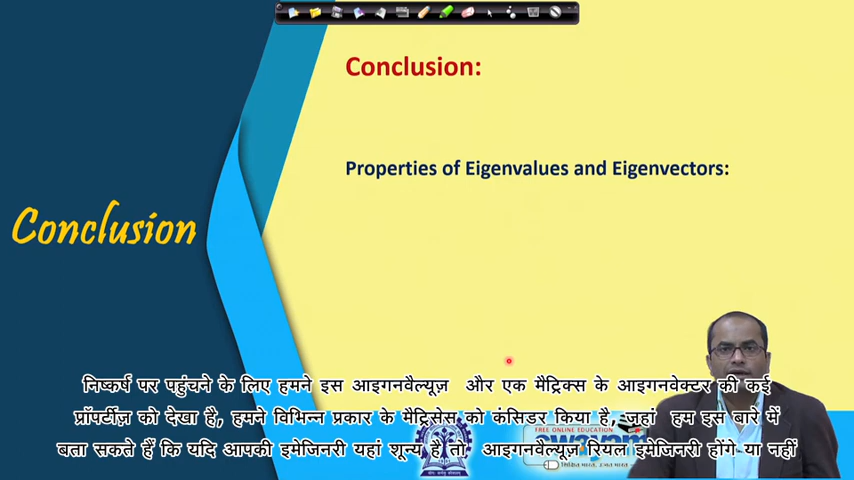 Conclusion:
Properties of Eigenvalues and Eigenvectors:
Conclusion
निष्कर्ष पर पहुंचने के लिए हमने इस आइगनवैल्यूज़ और एक मैट्रिक्स के आइगनवेक्टर की कई
प्रॉपर्टीज़ को देखा है, हमने विभिन्न प्रकार के मैट्रिसेस को कंसिडर किया है, जहां हम इस बारे में
बता सकते हैं कि यदि आपकी इमेजिनरी यहां शून्य है तो आइगनवैल्यूज़ रियल इमेजिनरी होंगे या नहीं
FREE ONLINE EDUCATION
swayam